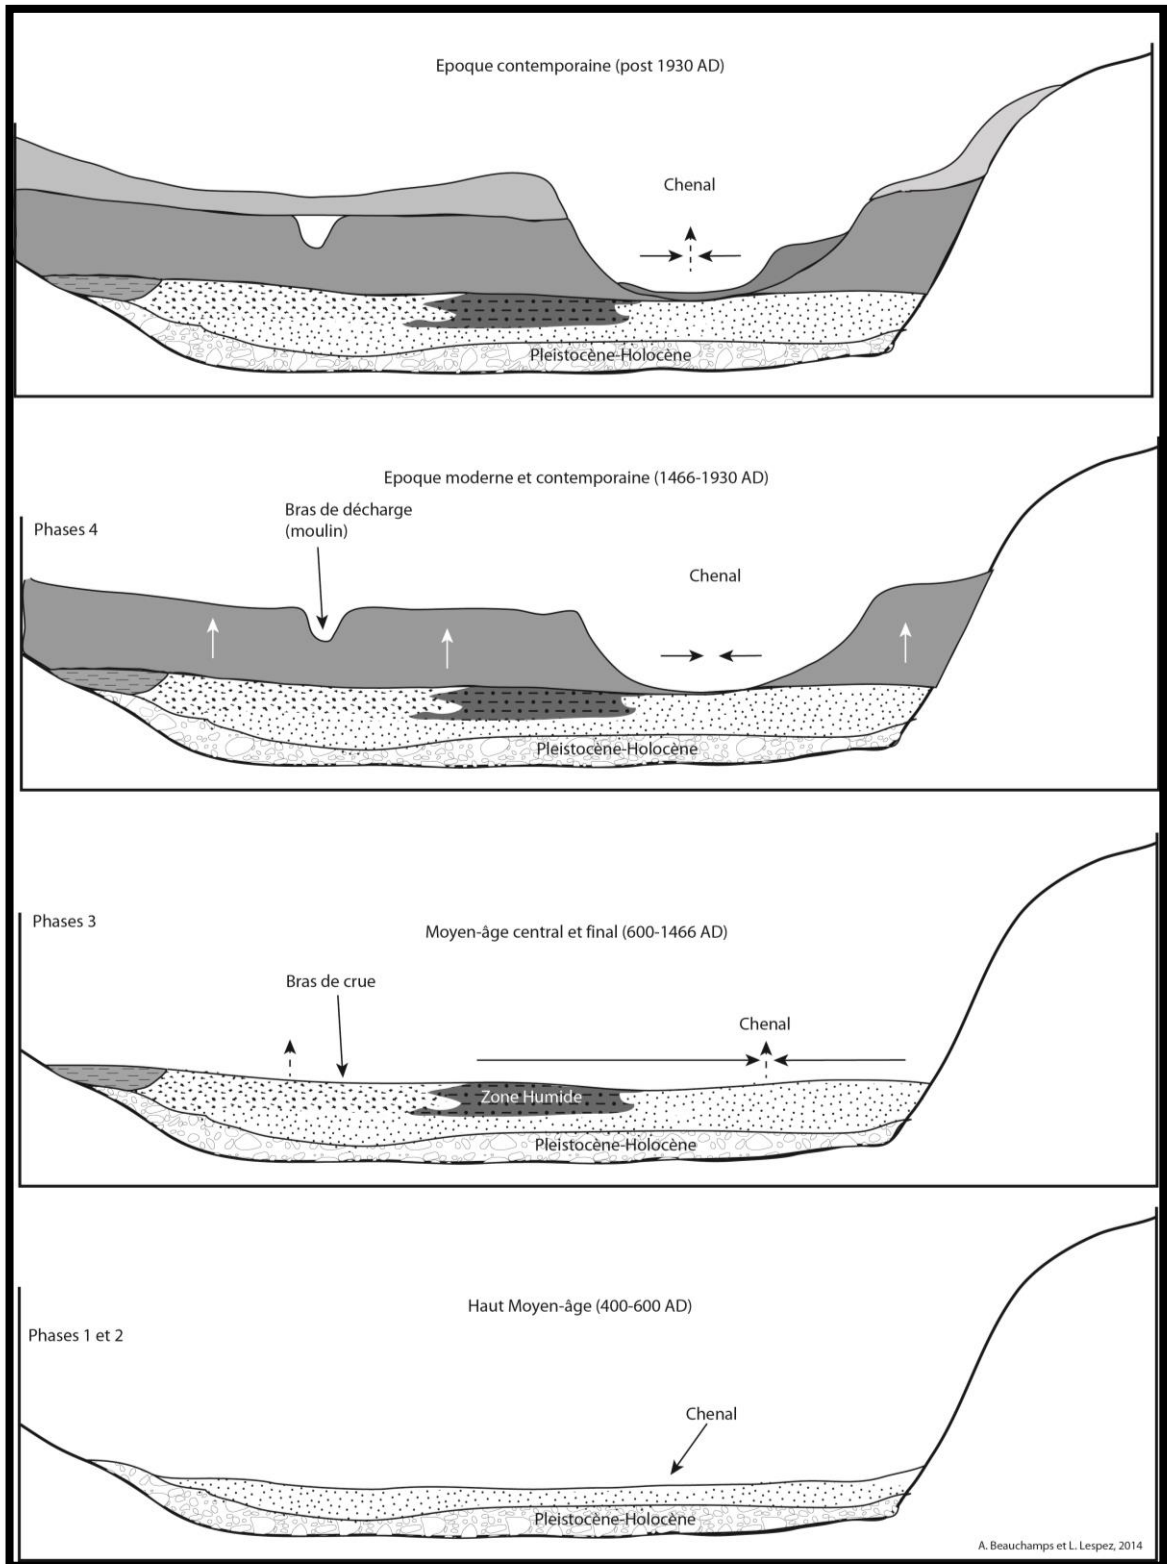 Epoque contemporaine (post 1930 AD)
Chenal
Pleistocène-Holocène
Epoque moderne et contemporaine (1466-1930 AD)
Bras de décharge
(moulin)
Phases 4
Chenal
Pleistocène-Holocène
Phases 3
Moyen-âge central et final (600-1466 AD)
Bras de crue
Chenal
Zone Humide
Pleistocène-Holocène
Haut Moyen-âge (400-600 AD)
Phases 1 et 2
Chenal
Pleistocène-Holocène
A. Beauchamps et L. Lespez, 2014